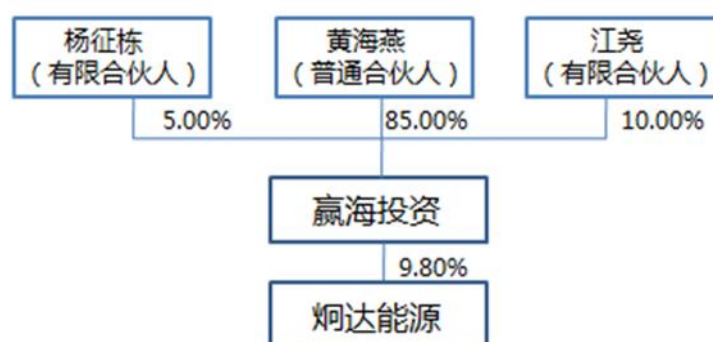 杨征栋
（有限合伙人）
黄海燕
（普通合伙人）
江尧
（有限合伙人）
5.00%
85.00%
10.00%
赢海投资
9.80%
炯达能源